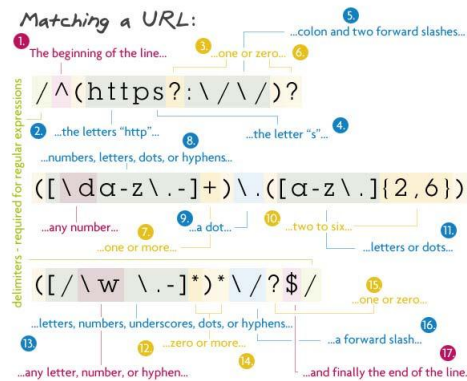 Matching a URL:
5.
...colon and two forward slashes...
1.
The beginning of the line...
3.
...one or zero...
6.
/^(https?:\/\/)?
2.
...the letters "http"...
...the letter "s"...
4.
8.
...numbers, letters, dots, or hyphens...
([\da-z\.-]+)\.([a-z\.]{2,6})
...any number...
9.
...a dot...
10.
...two to six...
11.
7.
...one or more...
...letters or dots...
delimiters - required for regular expressions
([/\w \.-]*)*\/?$/
15.
...one or zero...
...letters, numbers, underscores, dots, or hyphens...
16.
13.
12.
...zero or more...
14.
...a forward slash...
17.
...any letter, number, or hyphen...
...and finally the end of the line.